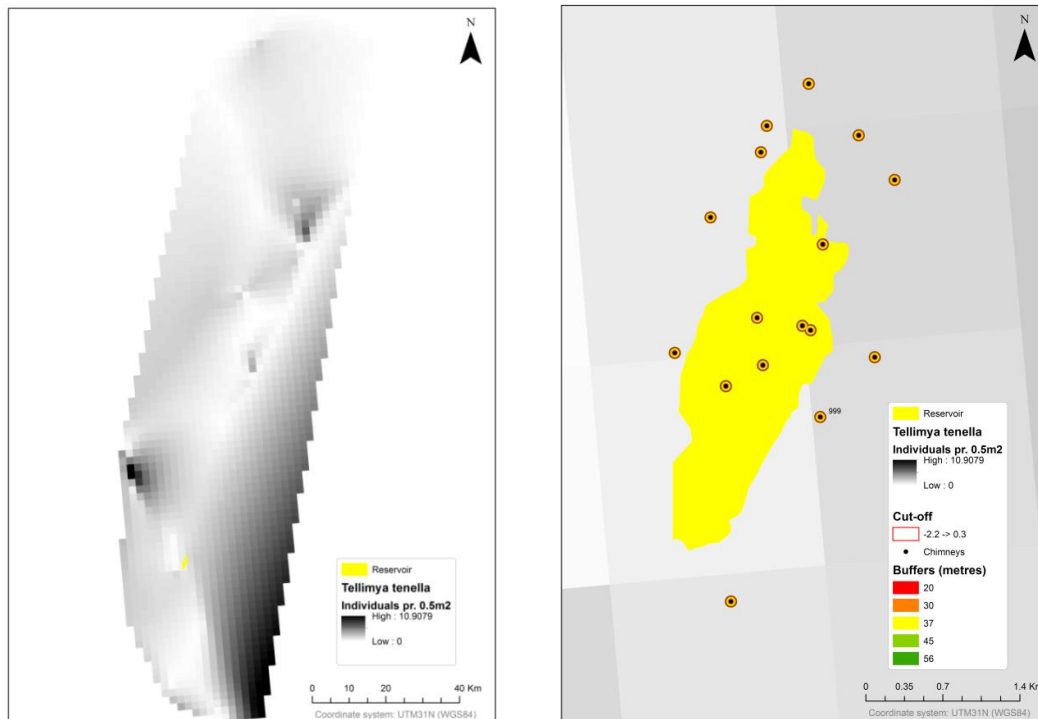 N
Reservoir
Tellimya tenella
Individuals pr. 0.5m2
High : 10.9079
Low : 0
0 10 20 40 Km
Coordinate system: UTM31N (WGS84)
N
999
Reservoir
Tellimya tenella
Individuals pr. 0.5m2
High : 10.9079
Low : 0
Cut-off
-2.2 -> 0.3
Chimneys
Buffers (metres)
20
30
37
45
56
0 0.35 0.7 1.4 Km
Coordinate system: UTM31N (WGS84)